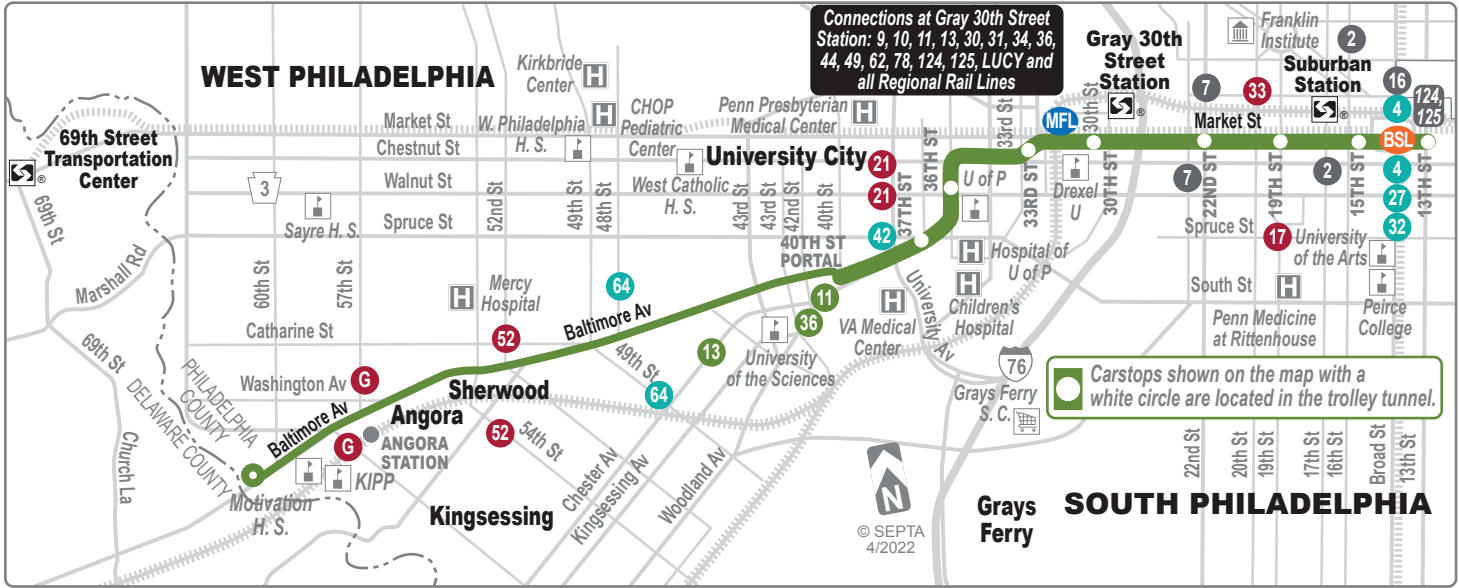 Connections at Gray 30th Street
Station: 9, 10, 11, 13, 30, 31, 34, 36,
44, 49, 62, 78, 124, 125, LUCY and
all Regional Rail Lines
WEST PHILADELPHIA
Kirkbride
Center
H
Gray 30th
Street
Station
®
Franklin
Institute
2
Suburban
Station
®
7
33
16
4
124,
125
69th Street
Transportation
Center
®
Market St
Chestnut St
Walnut St
Spruce St
W. Philadelphia
H. S.
H
CHOP
Pediatric
Center
Penn Presbyterian
Medical Center
H
University City
West Catholic
H. S.
21
21
42
36TH ST
37TH ST
33rd St
MFL
30th St
Market St
BSL
U of P
33RD ST
Drexel
U
30TH ST
7
22ND ST
19TH ST
2
15TH ST
4
27
32
13TH ST
3
Sayre H. S.
69th St
Marshall Rd
60th St
57th St
52nd St
49th St
48th St
43rd St
43rd St
42nd St
40th St
40TH ST
PORTAL
Spruce St
17
University
of the Arts
H
Hospital of
U of P
H
Children's
Hospital
University Av
H
VA Medical
Center
South St
H
Penn Medicine
at Rittenhouse
Peirce
College
H
Mercy
Hospital
64
11
36
13
Baltimore Av
Catharine St
52
49th St
64
University
of the Sciences
76
Grays Ferry
S. C.
Carstops shown on the map with a
white circle are located in the trolley tunnel.
69th St
PHILADELPHIA
COUNTY
DELAWARE COUNTY
Washington Av
G
Baltimore Av
Sherwood
Angora
G
ANGORA
STATION
52
54th St
Church La
Motivation
H. S.
KIPP
Kingsessing
Chester Av
Kingsessing Av
Woodland Av
N
© SEPTA
4/2022
Grays
Ferry
SOUTH PHILADELPHIA
22nd St
20th St
19th St
17th St
16th St
Broad St
13th St